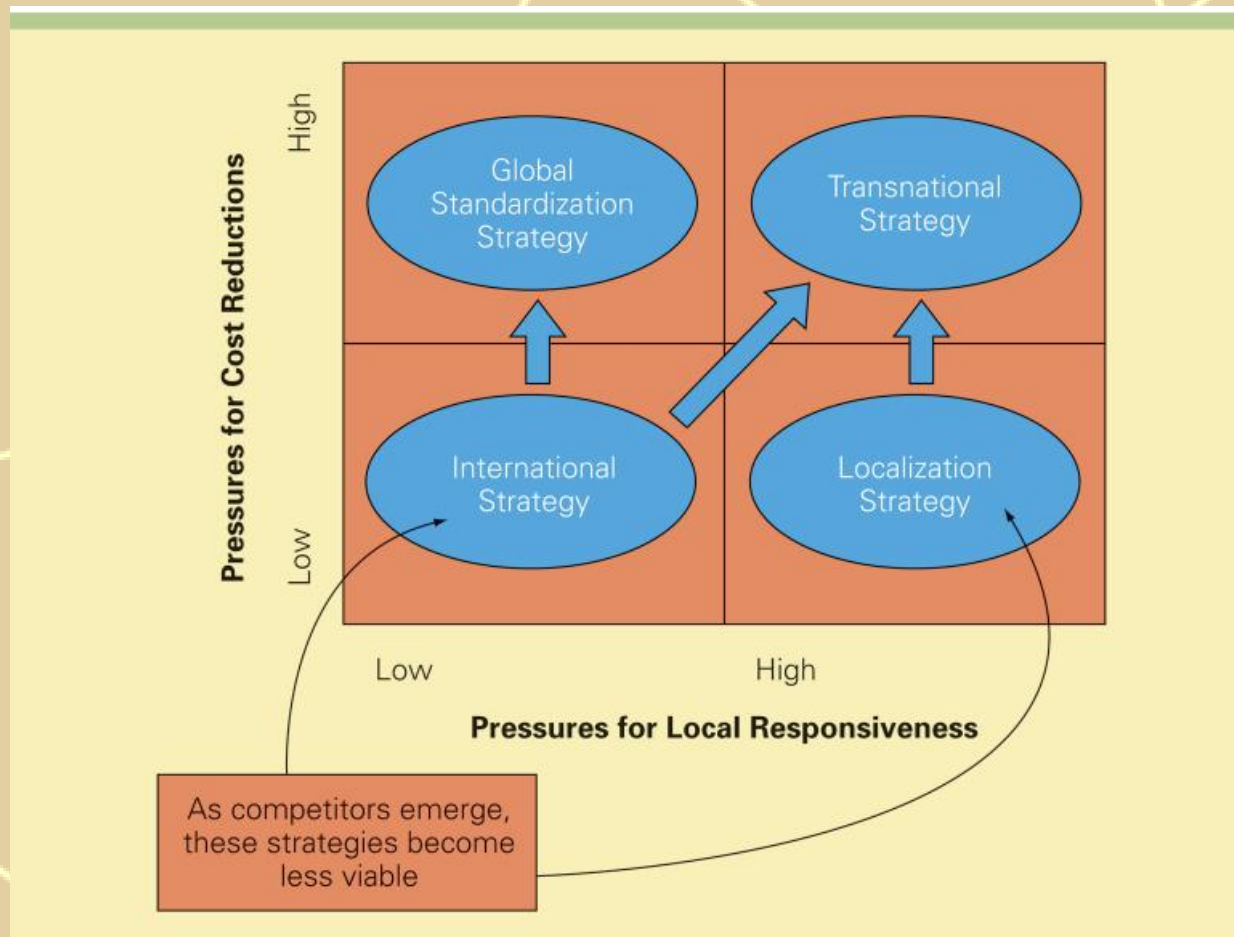 High
Pressures for Cost Reductions
Low
Global
Standardization
Strategy
Transnational
Strategy
International
Strategy
Localization
Strategy
Low
High
Pressures for Local Responsiveness
As competitors emerge,
these strategies become
less viable